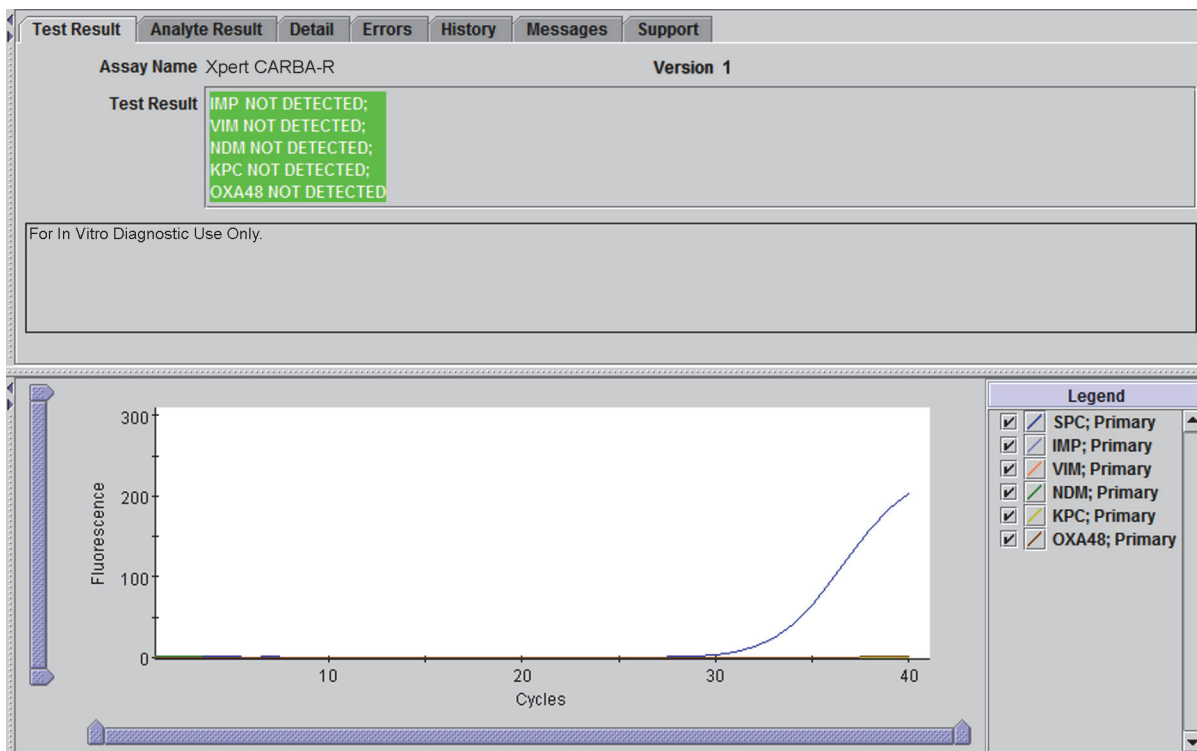 Test Result Analyte Result Detail Errors History Messages Support
Assay Name Xpert CARBA-R Version 1
Test Result IMP NOT DETECTED;
VIM NOT DETECTED;
NDM NOT DETECTED;
KPC NOT DETECTED;
OXA48 NOT DETECTED
For In Vitro Diagnostic Use Only.
300
200
100
0
Fluorescence
10 20 30 40
Cycles
Legend
SPC; Primary
IMP; Primary
VIM; Primary
NDM; Primary
KPC; Primary
OXA48; Primary